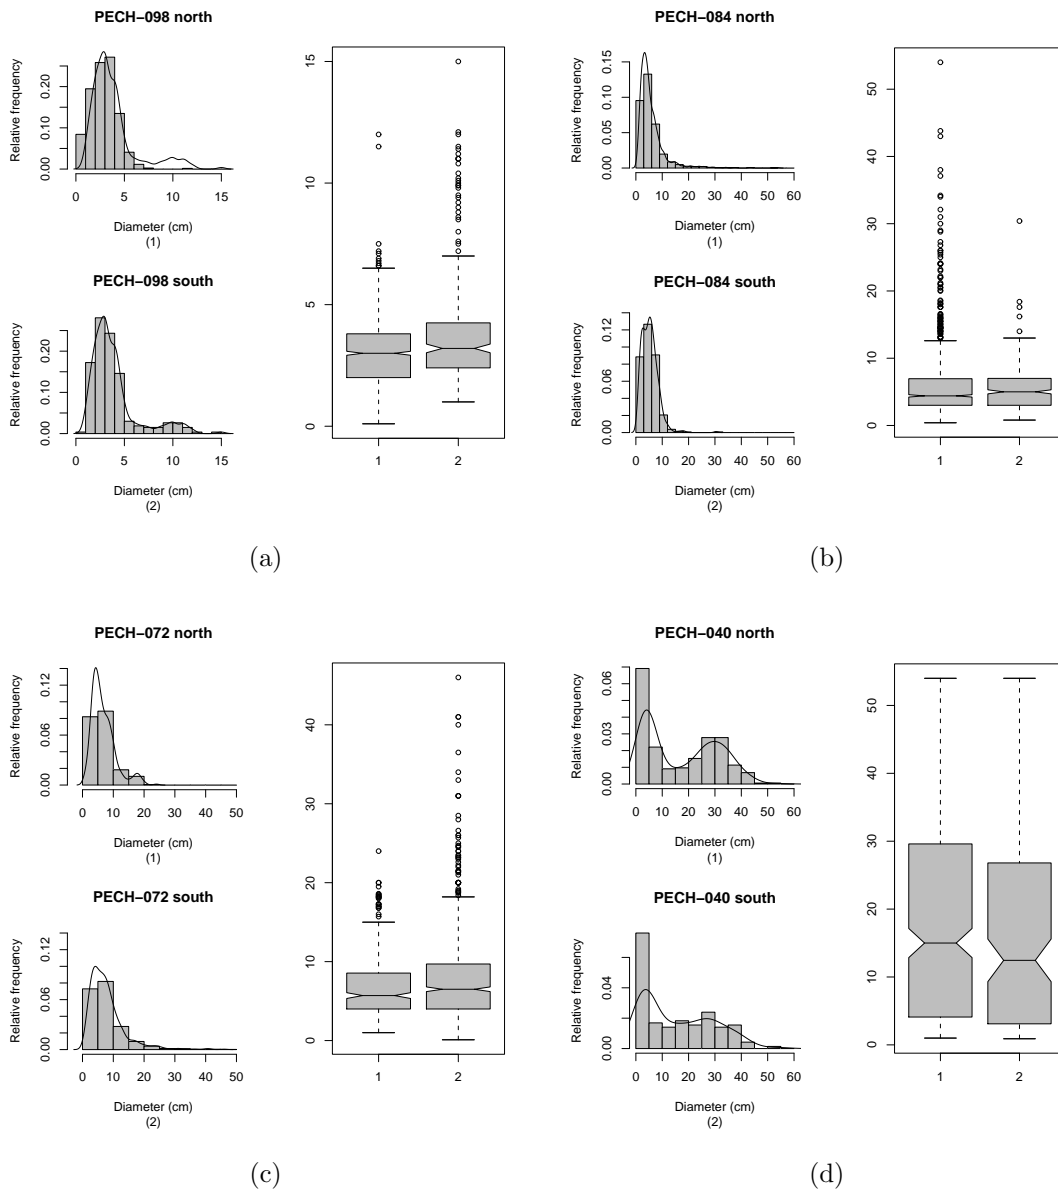 PECH−098 north
Relative frequency
0.00 0.10 0.20
0 5 10 15
Diameter (cm)
(1)
PECH−098 south
Relative frequency
0.00 0.10 0.20
0 5 10 15
Diameter (cm)
(2)
0 5 10 15
1 2
(a)
PECH−084 north
Relative frequency
0.00 0.05 0.10 0.15
0 10 20 30 40 50 60
Diameter (cm)
(1)
PECH−084 south
Relative frequency
0.00 0.06 0.12
0 10 20 30 40 50 60
Diameter (cm)
(2)
0 10 20 30 40 50
1 2
(b)
PECH−072 north
Relative frequency
0.00 0.06 0.12
0 10 20 30 40 50
Diameter (cm)
(1)
PECH−072 south
Relative frequency
0.00 0.06 0.12
0 10 20 30 40 50
Diameter (cm)
(2)
0 10 20 30 40
1 2
(c)
PECH−040 north
Relative frequency
0.00 0.03 0.06
0 10 20 30 40 50 60
Diameter (cm)
(1)
PECH−040 south
Relative frequency
0.00 0.04
0 10 20 30 40 50 60
Diameter (cm)
(2)
0 10 20 30 40 50
1 2
(d)